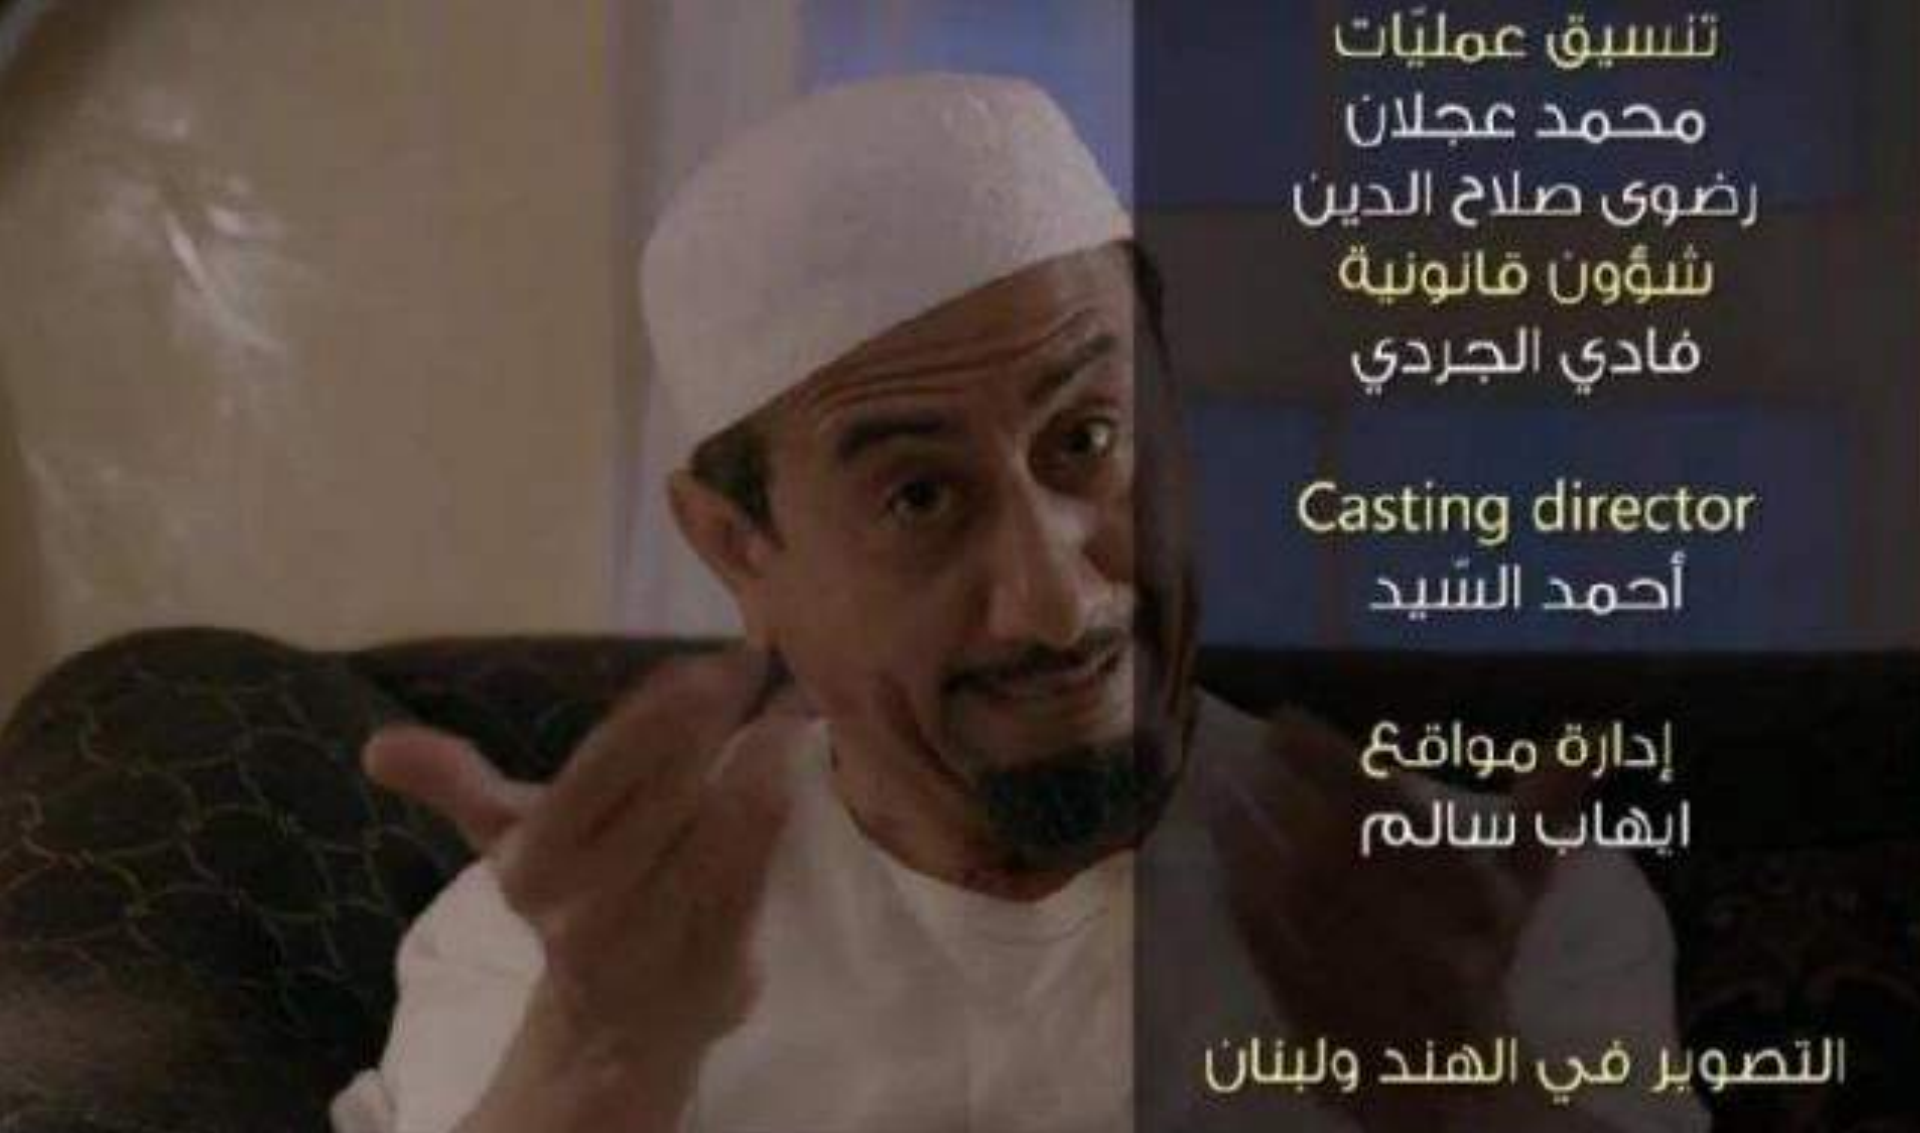 تنسيق عمليّات
محمد عجلان
رضوى صلاح الدين
شؤون قانونية
فادي الجردي
Casting director
أحمد السّيد
إدارة مواقع
ايهاب سالم
التصوير في الهند ولبنان